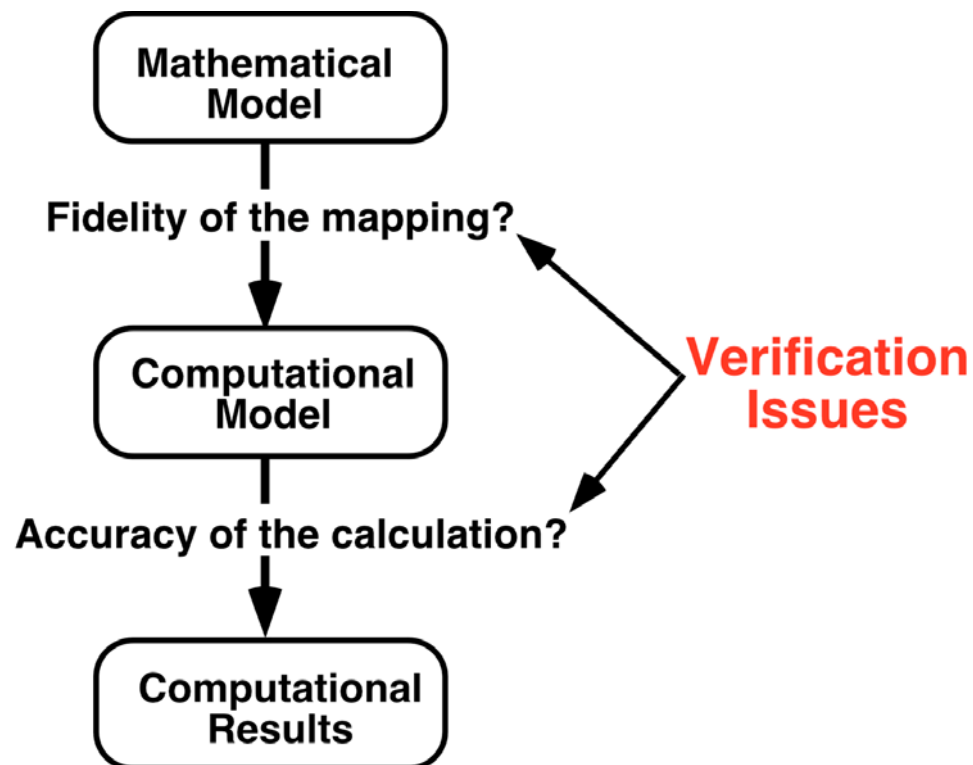 Mathematical
Model
Fidelity of the mapping?
Computational
Model
Verification
Issues
Accuracy of the calculation?
Computational
Results